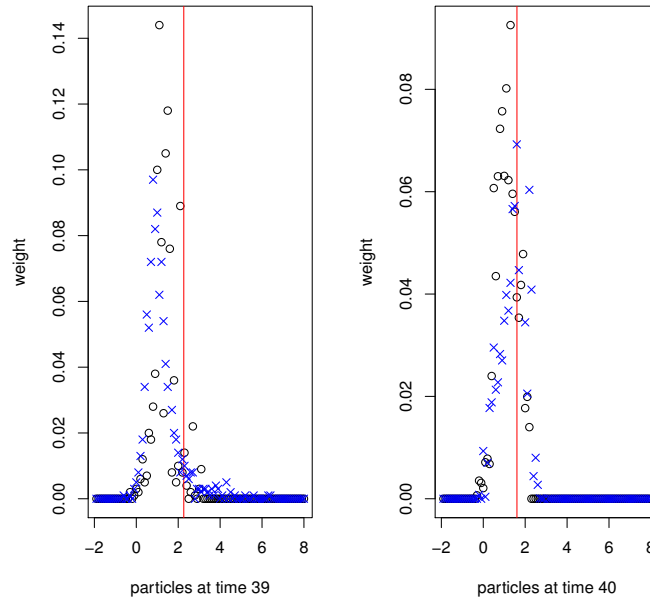 0.00 0.02 0.04 0.06 0.08 0.10 0.12 0.14
weight
−2 0 2 4 6 8
particles at time 39
0.00 0.02 0.04 0.06 0.08
weight
−2 0 2 4 6 8
particles at time 40